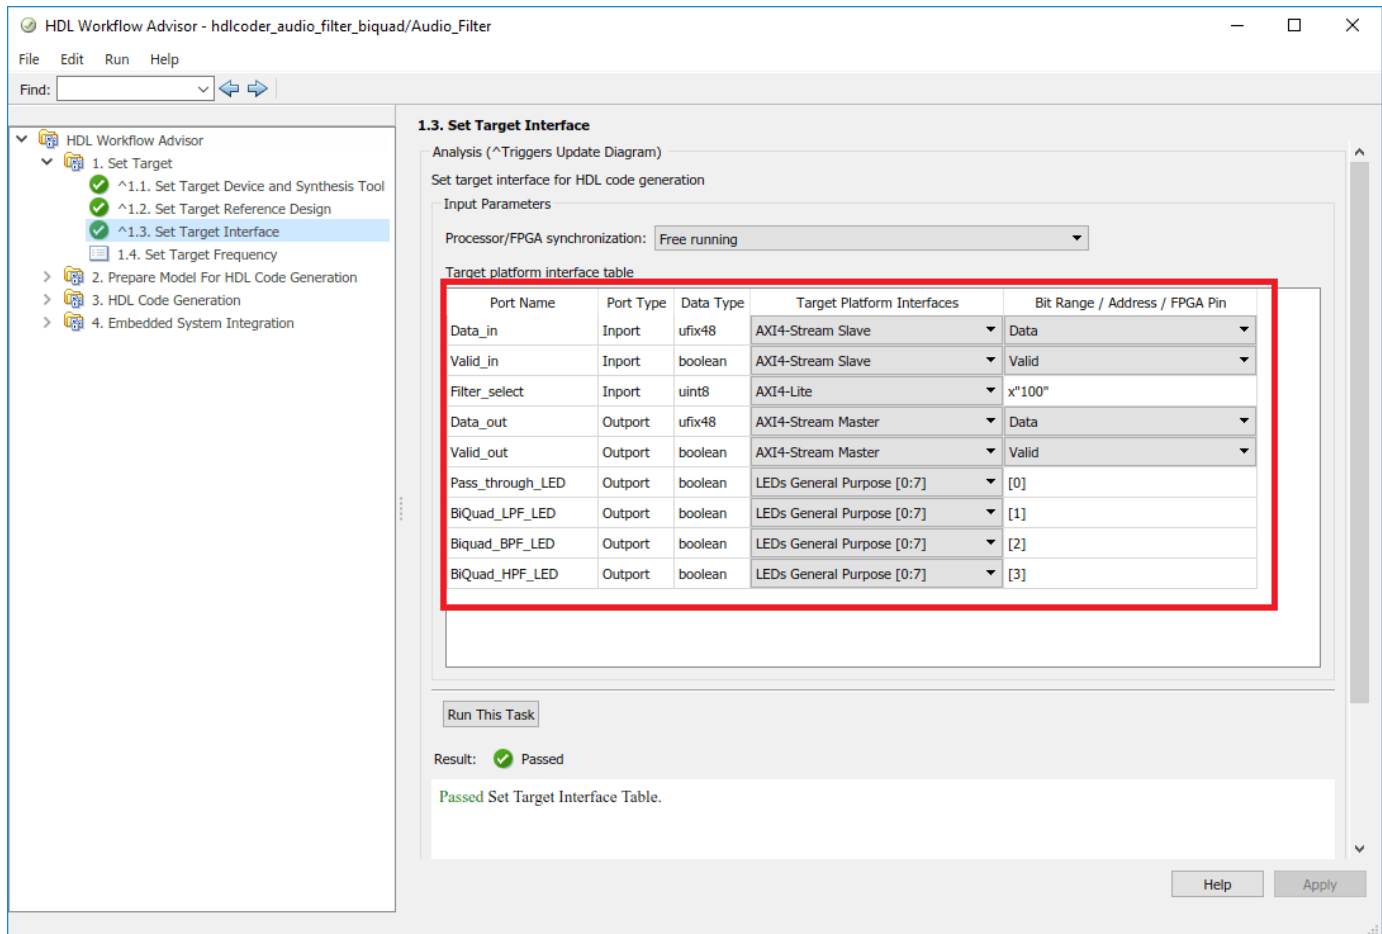 HDL Workflow Advisor - hdlcoder_audio_filter_biquad/Audio_Filter
File Edit Run Help
Find:
HDL Workflow Advisor
1. Set Target
^1.1. Set Target Device and Synthesis Tool
^1.2. Set Target Reference Design
^1.3. Set Target Interface
1.4. Set Target Frequency
2. Prepare Model For HDL Code Generation
3. HDL Code Generation
4. Embedded System Integration
1.3. Set Target Interface
Analysis (^Triggers Update Diagram)
Set target interface for HDL code generation
Input Parameters
Processor/FPGA synchronization: Free running
Target platform interface table
Port Name Port Type Data Type Target Platform Interfaces Bit Range / Address / FPGA Pin
Data_in Inport ufix48 AXI4-Stream Slave Data
Valid_in Inport boolean AXI4-Stream Slave Valid
Filter_select Inport uint8 AXI4-Lite x"100"
Data_out Outport ufix48 AXI4-Stream Master Data
Valid_out Outport boolean AXI4-Stream Master Valid
Pass_through_LED Outport boolean LEDs General Purpose [0:7] [0]
BiQuad_LPF_LED Outport boolean LEDs General Purpose [0:7] [1]
Biquad_BPF_LED Outport boolean LEDs General Purpose [0:7] [2]
BiQuad_HPF_LED Outport boolean LEDs General Purpose [0:7] [3]
Run This Task
Result: Passed
Passed Set Target Interface Table.
Help Apply